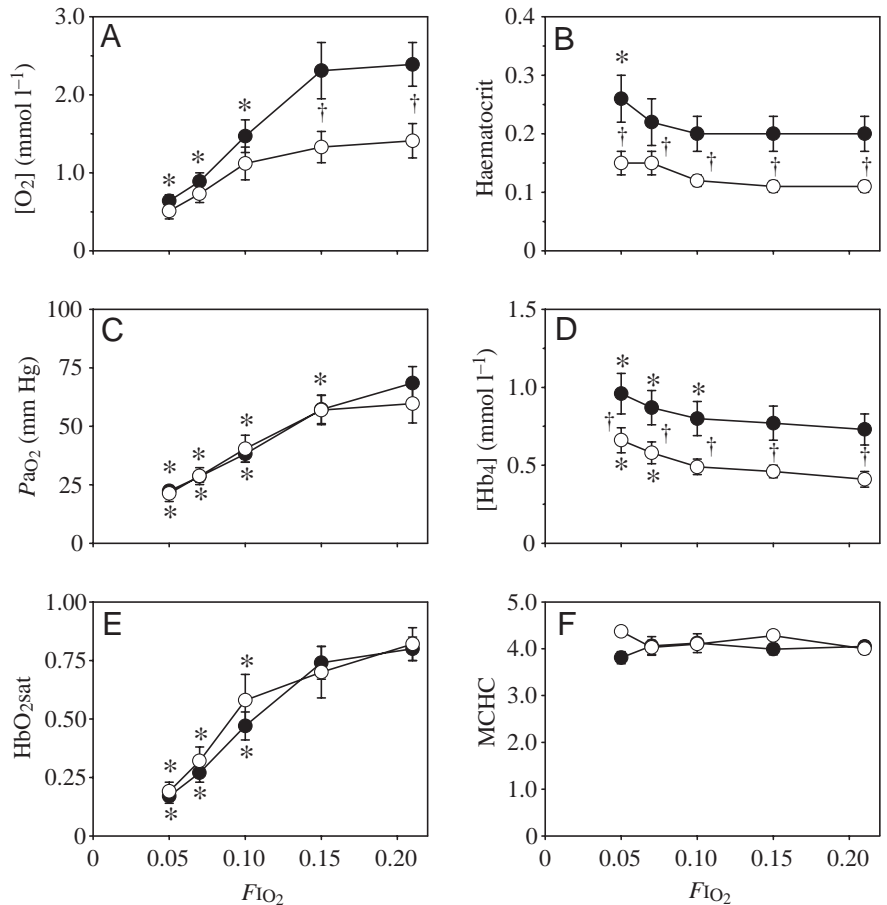 A
3.0
2.0
1.0
0
[O₂] (mmol l⁻¹)
* * * † †
B
0.4
0.3
0.2
0.1
0
Haematocrit
* † † † † †
C
100
75
50
25
0
PaO₂ (mm Hg)
* * * *
* * *
D
1.5
1.0
0.5
0
[Hb₄] (mmol l⁻¹)
* * *
† † † † †
* *
E
1.00
0.75
0.50
0.25
0
HbO₂sat
* * *
* * *
0 0.05 0.10 0.15 0.20
FIO₂
F
5.0
4.0
3.0
2.0
1.0
0
MCHC
0 0.05 0.10 0.15 0.20
FIO₂